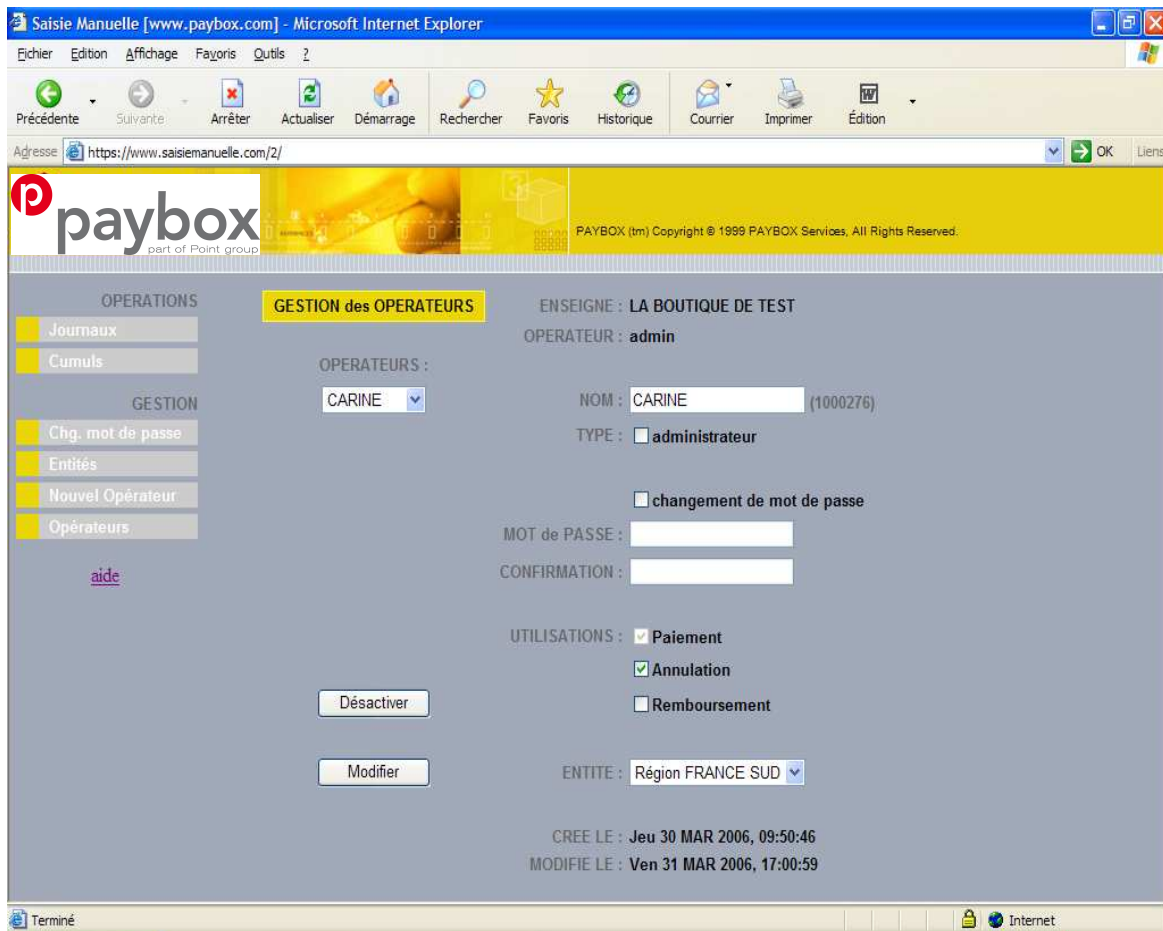 Saisie Manuelle [www.paybox.com] - Microsoft Internet Explorer
Fichier Edition Affichage Favoris Outils ?
Précédente Suivante Arrêter Actualiser Démarrage Rechercher Favoris Historique Courrier Imprimer Édition
Adresse https://www.saisiemanuelle.com/2/ OK Liens
paybox
part of Point group
3
PAYBOX (tm) Copyright © 1999 PAYBOX Services, All Rights Reserved.
OPERATIONS
Journaux
Cumuls
GESTION
Chg. mot de passe
Entités
Nouvel Opérateur
Opérateurs
aide
GESTION des OPERATEURS
OPERATEURS :
CARINE
Désactiver
Modifier
ENSEIGNE : LA BOUTIQUE DE TEST
OPERATEUR : admin
NOM : CARINE (1000276)
TYPE : administrateur
changement de mot de passe
MOT de PASSE :
CONFIRMATION :
UTILISATIONS : Paiement
Annulation
Remboursement
ENTITE : Région FRANCE SUD
CREE LE : Jeu 30 MAR 2006, 09:50:46
MODIFIE LE : Ven 31 MAR 2006, 17:00:59
Terminé Internet